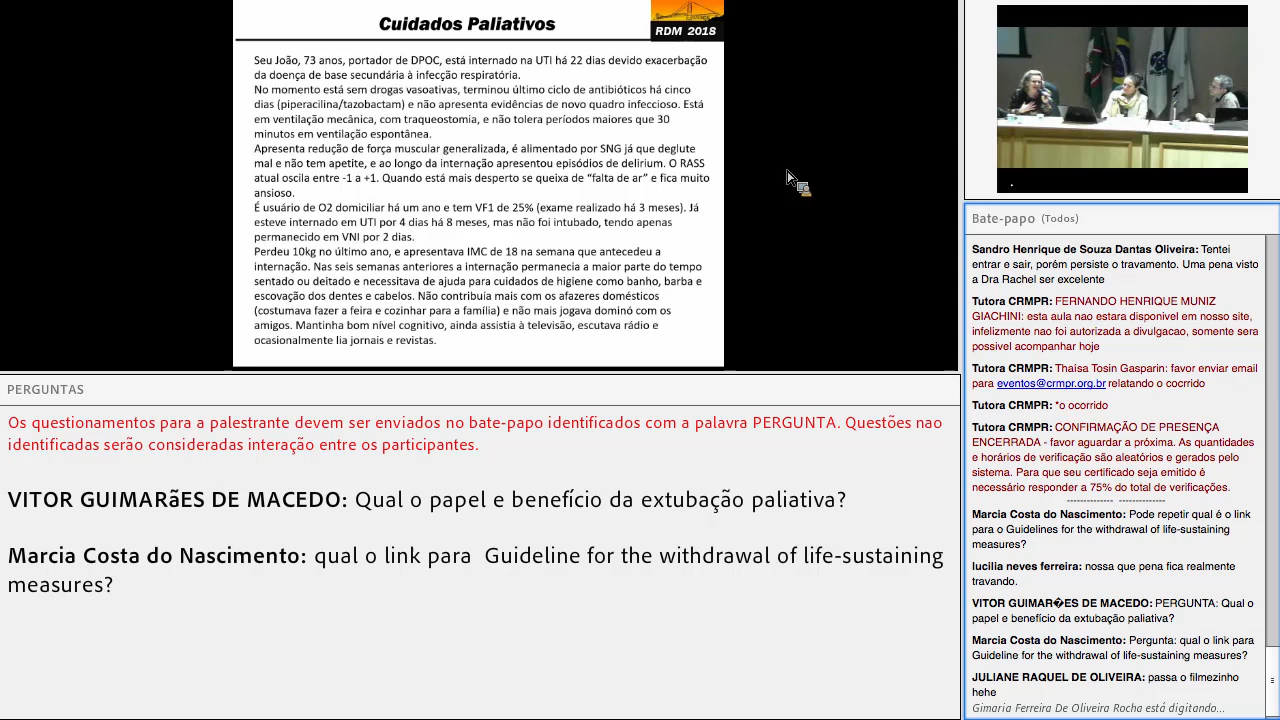 Cuidados Paliativos
RDM 2018
Seu João, 73 anos, portador de DPOC, está internado na UTI há 22 dias devido exacerbação
da doença de base secundária à infecção respiratória.
No momento está sem drogas vasoativas, terminou último ciclo de antibióticos há cinco
dias (piperacilina/tazobactam) e não apresenta evidências de novo quadro infeccioso. Está
em ventilação mecânica, com traqueostomia, e não tolera períodos maiores que 30
minutos em ventilação espontânea.
Apresenta redução de força muscular generalizada, é alimentado por SNG já que deglute
mal e não tem apetite, e ao longo da internação apresentou episódios de delirium. O RASS
atual oscila entre -1 a +1. Quando está mais desperto se queixa de “falta de ar” e fica muito
ansioso.
É usuário de O2 domiciliar há um ano e tem VF1 de 25% (exame realizado há 3 meses). Já
esteve internado em UTI por 4 dias há 8 meses, mas não foi intubado, tendo apenas
permanecido em VNI por 2 dias.
Perdeu 10kg no último ano, e apresentava IMC de 18 na semana que antecedeu a
internação. Nas seis semanas anteriores a internação permanecia a maior parte do tempo
sentado ou deitado e necessitava de ajuda para cuidados de higiene como banho, barba e
escovação dos dentes e cabelos. Não contribuía mais com os afazeres domésticos
(costumava fazer a feira e cozinhar para a família) e não mais jogava dominó com os
amigos. Mantinha bom nível cognitivo, ainda assistia à televisão, escutava rádio e
ocasionalmente lia jornais e revistas.
PERGUNTAS
Os questionamentos para a palestrante devem ser enviados no bate-papo identificados com a palavra PERGUNTA. Questões nao
identificadas serão consideradas interação entre os participantes.
VITOR GUIMARãES DE MACEDO: Qual o papel e benefício da extubação paliativa?
Marcia Costa do Nascimento: qual o link para  Guideline for the withdrawal of life-sustaining
measures?
Bate-papo (Todos)
Sandro Henrique de Souza Dantas Oliveira: Tentei
entrar e sair, porém persiste o travamento. Uma pena visto
a Dra Rachel ser excelente
Tutora CRMPR: FERNANDO HENRIQUE MUNIZ
GIACHINI: esta aula nao estara disponivel em nosso site,
infelizmente nao foi autorizada a divulgacao, somente sera
possivel acompanhar hoje
Tutora CRMPR: Thaísa Tosin Gasparin: favor enviar email
para eventos@crmpr.org.br relatando o cocrrido
Tutora CRMPR: *o ocorrido
Tutora CRMPR: CONFIRMAÇÃO DE PRESENÇA
ENCERRADA - favor aguardar a próxima. As quantidades
e horários de verificação são aleatórios e gerados pelo
sistema. Para que seu certificado seja emitido é
necessário responder a 75% do total de verificações.
-------------- --------------
Marcia Costa do Nascimento: Pode repetir qual é o link
para o Guidelines for the withdrawal of life-sustaining
measures?
lucilia neves ferreira: nossa que pena fica realmente
travando.
VITOR GUIMAR�ES DE MACEDO: PERGUNTA: Qual o
papel e benefício da extubação paliativa?
Marcia Costa do Nascimento: Pergunta: qual o link para
Guideline for the withdrawal of life-sustaining measures?
JULIANE RAQUEL DE OLIVEIRA: passa o filmezinho
hehe
Gimaria Ferreira De Oliveira Rocha está digitando...